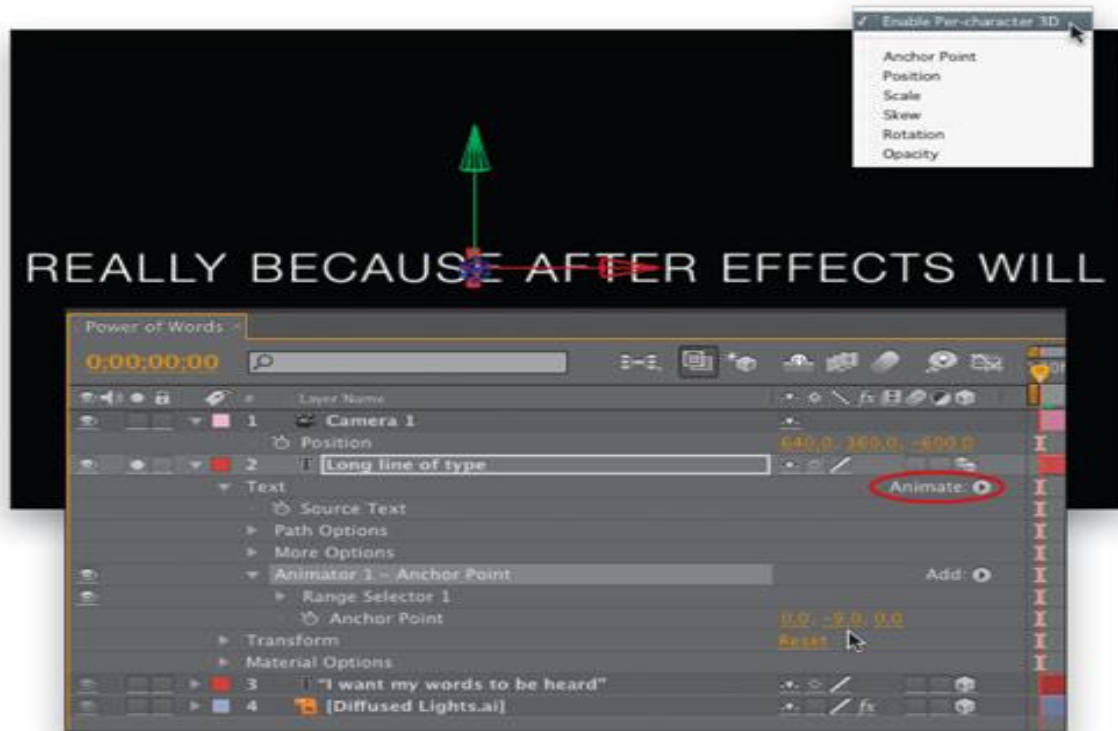 ✓ Enable Per-character 3D
Anchor Point
Position
Scale
Skew
Rotation
Opacity
REALLY BECAUSE AFTER EFFECTS WILL
Power of Words ×
0;00;00;00
# Layer Name fx
1 Camera 1
Position 640.0, 360.0, -600.0
2 T Long line of type
Text Animate:
Source Text
Path Options
More Options
Animator 1 - Anchor Point Add:
Range Selector 1
Anchor Point 0.0, -9.0, 0.0
Transform Reset
Material Options
3 T "I want my words to be heard"
4 [Diffused Lights.ai] fx